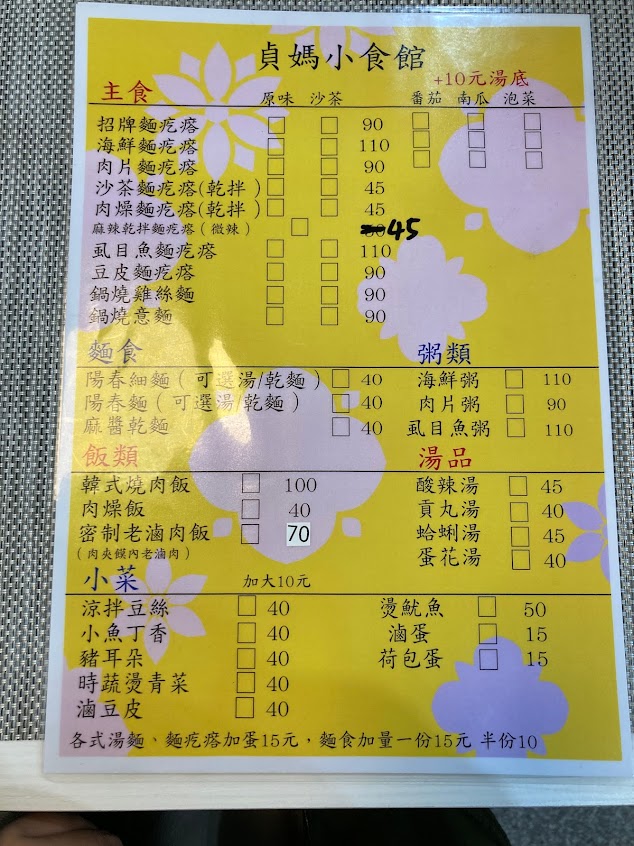 貞媽小食館
+10元湯底
主食 原味 沙茶 番茄 南瓜 泡菜
招牌麵疙瘩 □ □ 90 □ □ □
海鮮麵疙瘩 □ □ 110 □ □ □
肉片麵疙瘩 □ □ 90 □ □ □
沙茶麵疙瘩(乾拌) □ □ 45
肉燥麵疙瘩(乾拌) □ □ 45
麻辣乾拌麵疙瘩(微辣) □ 45
虱目魚麵疙瘩 □ □ 110
豆皮麵疙瘩 □ □ 90
鍋燒雞絲麵 □ □ 90
鍋燒意麵 □ □ 90
麵食
陽春細麵(可選湯/乾麵) □ 40
陽春麵(可選湯/乾麵) □ 40
麻醬乾麵 □ 40
粥類
海鮮粥 □ 110
肉片粥 □ 90
虱目魚粥 □ 110
飯類
韓式燒肉飯 □ 100
肉燥飯 □ 40
密制老滷肉飯 □ 70
(肉夾饃內老滷肉)
湯品
酸辣湯 □ 45
貢丸湯 □ 40
蛤蜊湯 □ 45
蛋花湯 □ 40
小菜 加大10元
涼拌豆絲 □ 40
小魚丁香 □ 40
豬耳朵 □ 40
時蔬燙青菜 □ 40
滷豆皮 □ 40
燙魷魚 □ 50
滷蛋 □ 15
荷包蛋 □ 15
各式湯麵、麵疙瘩加蛋15元，麵食加量一份15元 半份10